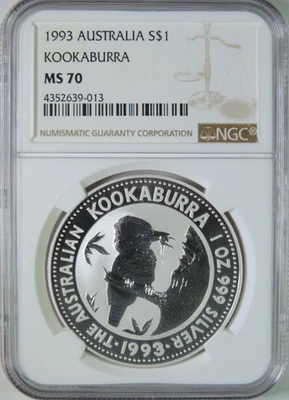 1993 AUSTRALIA S$1
KOOKABURRA
MS 70
4352639-013
NUMISMATIC GUARANTY CORPORATION
NGC
THE AUSTRALIAN KOOKABURRA 1 OZ. 999 SILVER
·1993·